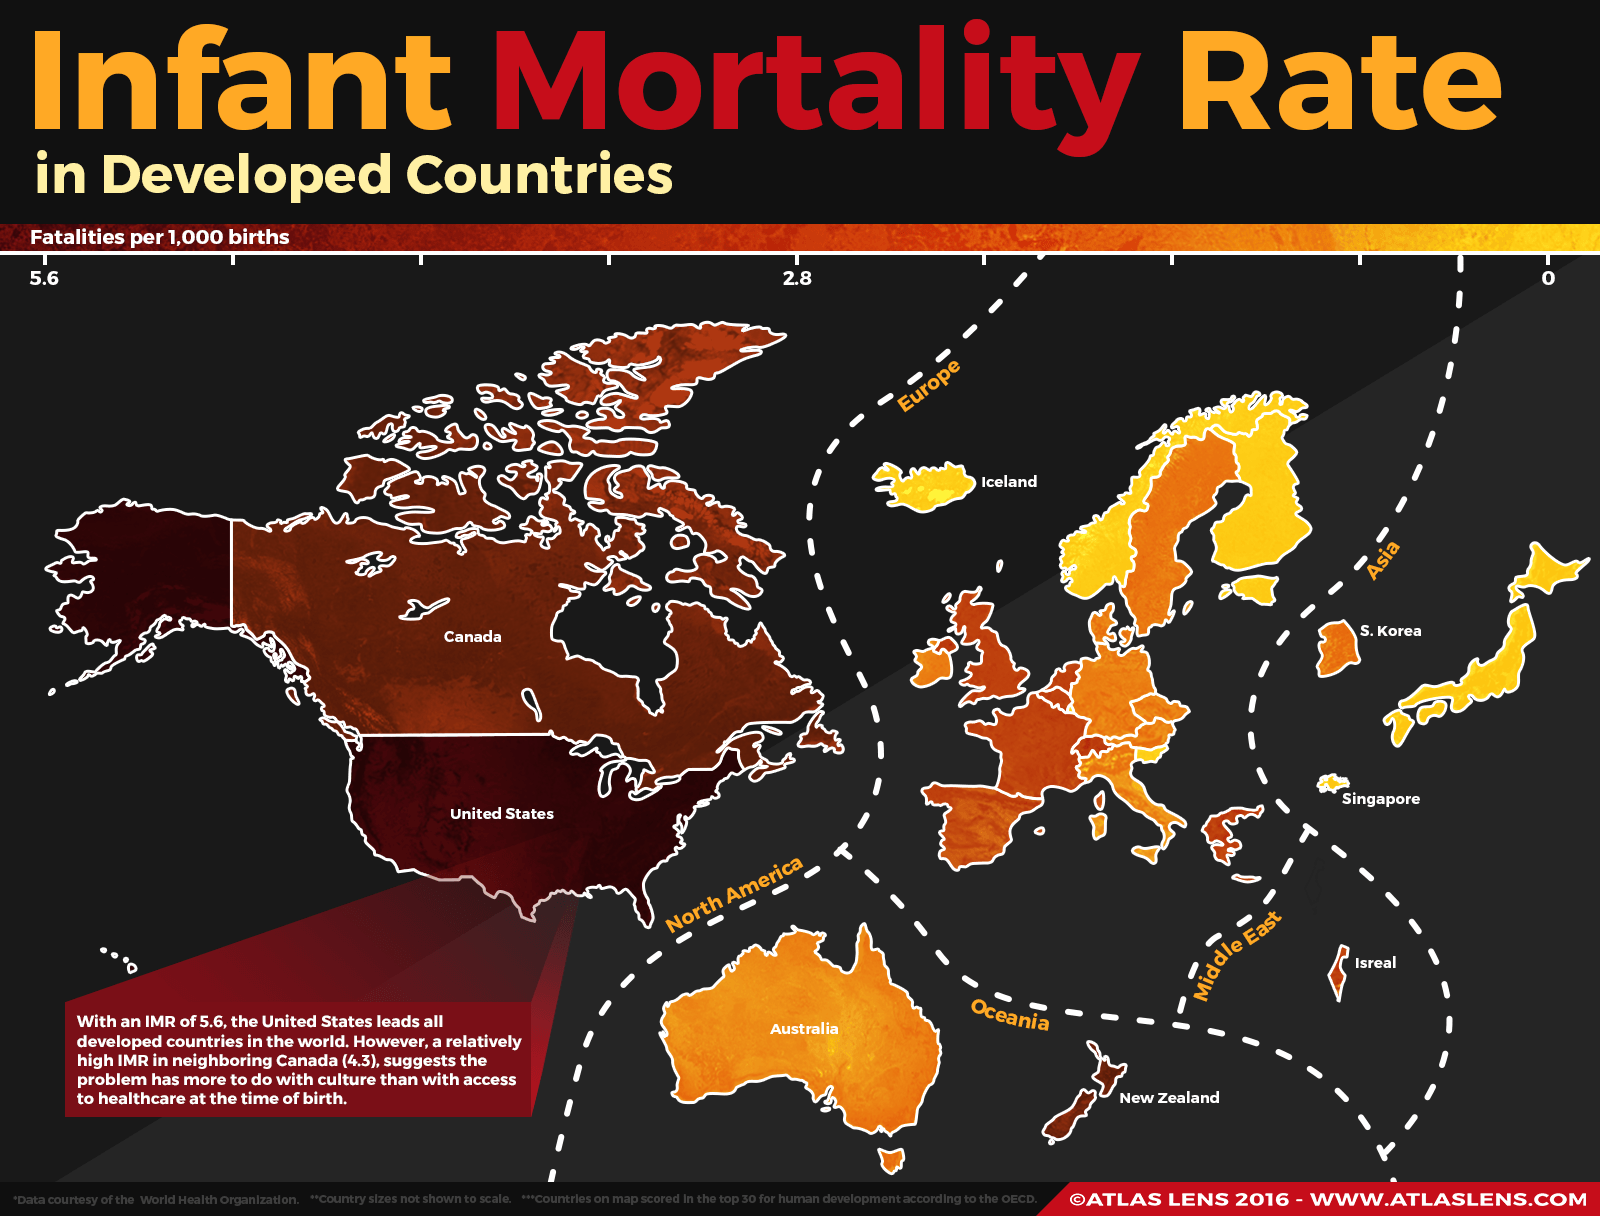 Infant Mortality Rate
in Developed Countries
Fatalities per 1,000 births
5.6
2.8
0
Europe
Iceland
Asia
S. Korea
Canada
United States
Singapore
North America
Middle East
Isreal
Oceania
Australia
New Zealand
With an IMR of 5.6, the United States leads all
developed countries in the world. However, a relatively
high IMR in neighboring Canada (4.3), suggests the
problem has more to do with culture than with access
to healthcare at the time of birth.
*Data courtesy of the World Health Organization. **Country sizes not shown to scale. ***Countries on map scored in the top 30 for human development according to the OECD.
©ATLAS LENS 2016 - WWW.ATLASLENS.COM